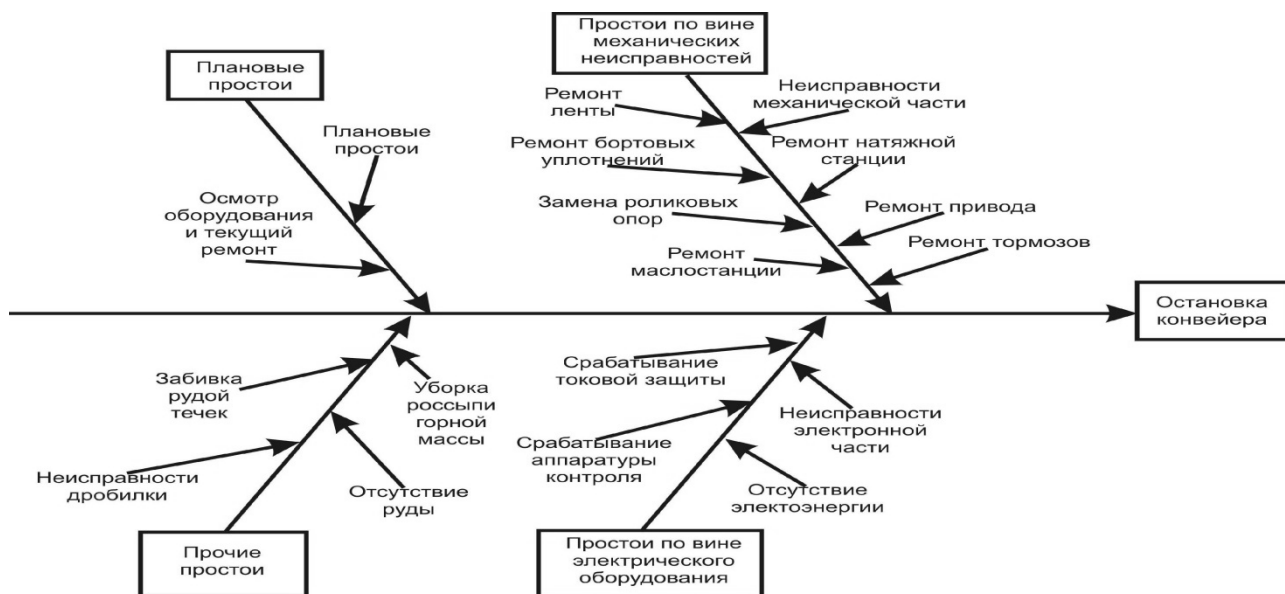 Плановые
простои
Плановые
простои
Осмотр
оборудования
и текущий
ремонт
Простои по вине
механических
неисправностей
Ремонт
ленты
Неисправности
механической части
Ремонт бортовых
уплотнений
Ремонт натяжной
станции
Замена роликовых
опор
Ремонт привода
Ремонт
маслостанции
Ремонт тормозов
Остановка
конвейера
Забивка
рудой
течек
Уборка
россыпи
горной
массы
Неисправности
дробилки
Отсутствие
руды
Прочие
простои
Срабатывание
токовой защиты
Неисправности
электронной
части
Срабатывание
аппаратуры
контроля
Отсутствие
электоэнергии
Простои по вине
электрического
оборудования